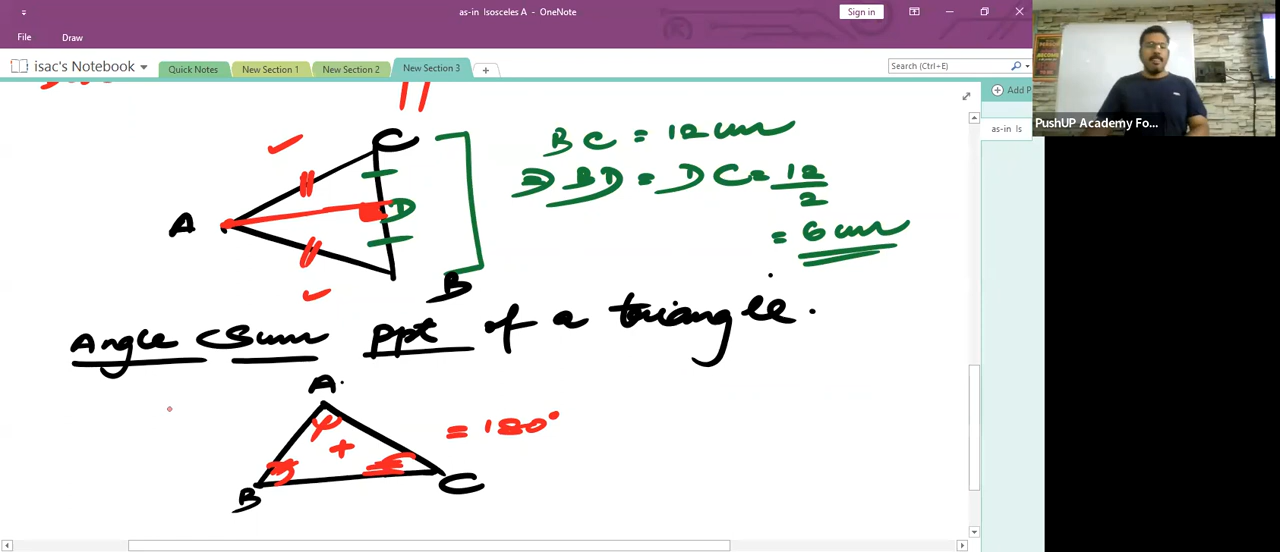 as-in Isosceles A - OneNote
Sign in
File
Draw
isac's Notebook
Quick Notes
New Section 1
New Section 2
New Section 3
Search (Ctrl+E)
Add P
as-in Is
PushUP Academy Fo...
C
BC = 12 cm
⇒ BD = DC = 12/2
D
A
= 6 cm
B
Angle Sum ppt of a triangle.
A
= 180°
+
B
C